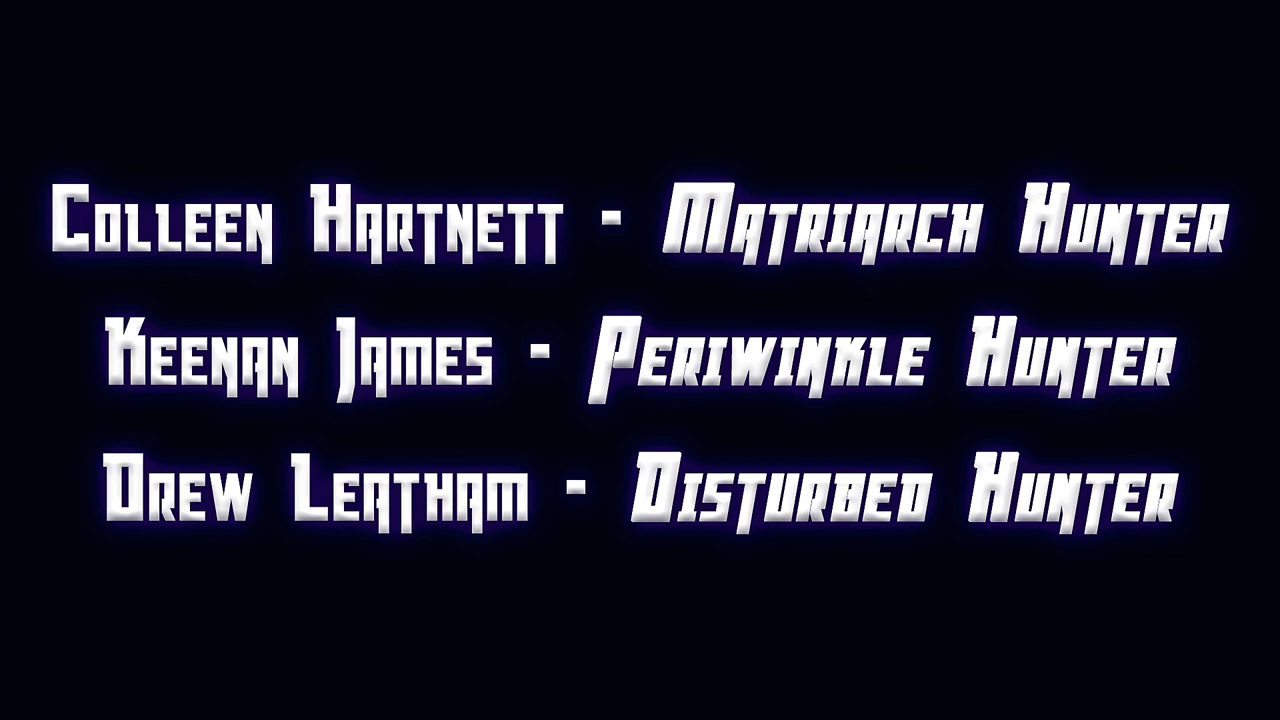 Colleen Hartnett - Matriarch Hunter
Keenan James - Periwinkle Hunter
Drew Leatham - Disturbed Hunter